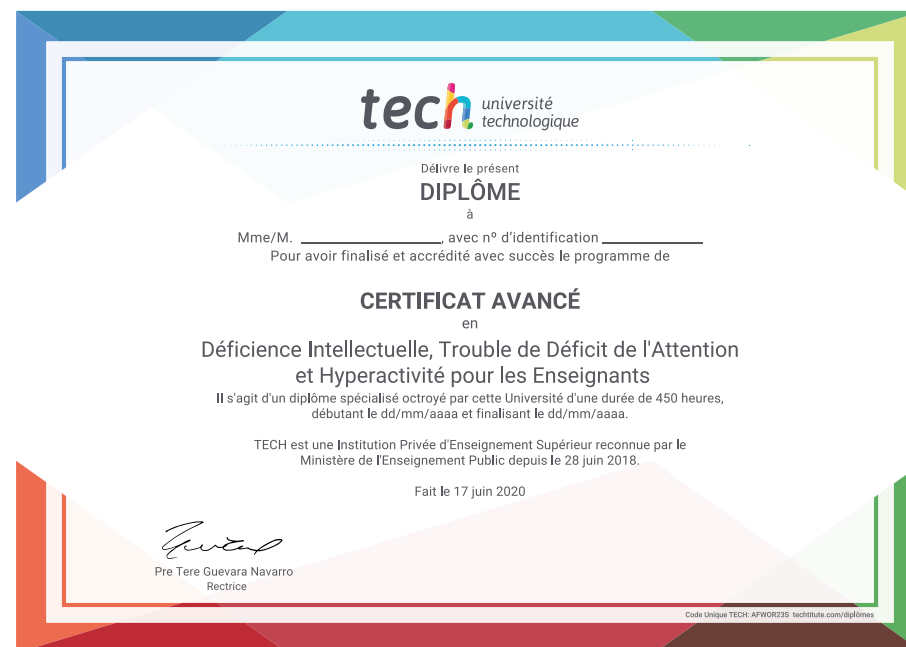 tech université
technologique
Délivre le présent
DIPLÔME
à
Mme/M. ____________________, avec nº d'identification ______________
Pour avoir finalisé et accrédité avec succès le programme de
CERTIFICAT AVANCÉ
en
Déficience Intellectuelle, Trouble de Déficit de l'Attention
et Hyperactivité pour les Enseignants
Il s'agit d'un diplôme spécialisé octroyé par cette Université d'une durée de 450 heures,
débutant le dd/mm/aaaa et finalisant le dd/mm/aaaa.
TECH est une Institution Privée d'Enseignement Supérieur reconnue par le
Ministère de l'Enseignement Public depuis le 28 juin 2018.
Fait le 17 juin 2020
Pre Tere Guevara Navarro
Rectrice
Code Unique TECH: AFWOR23S techtitute.com/diplômes